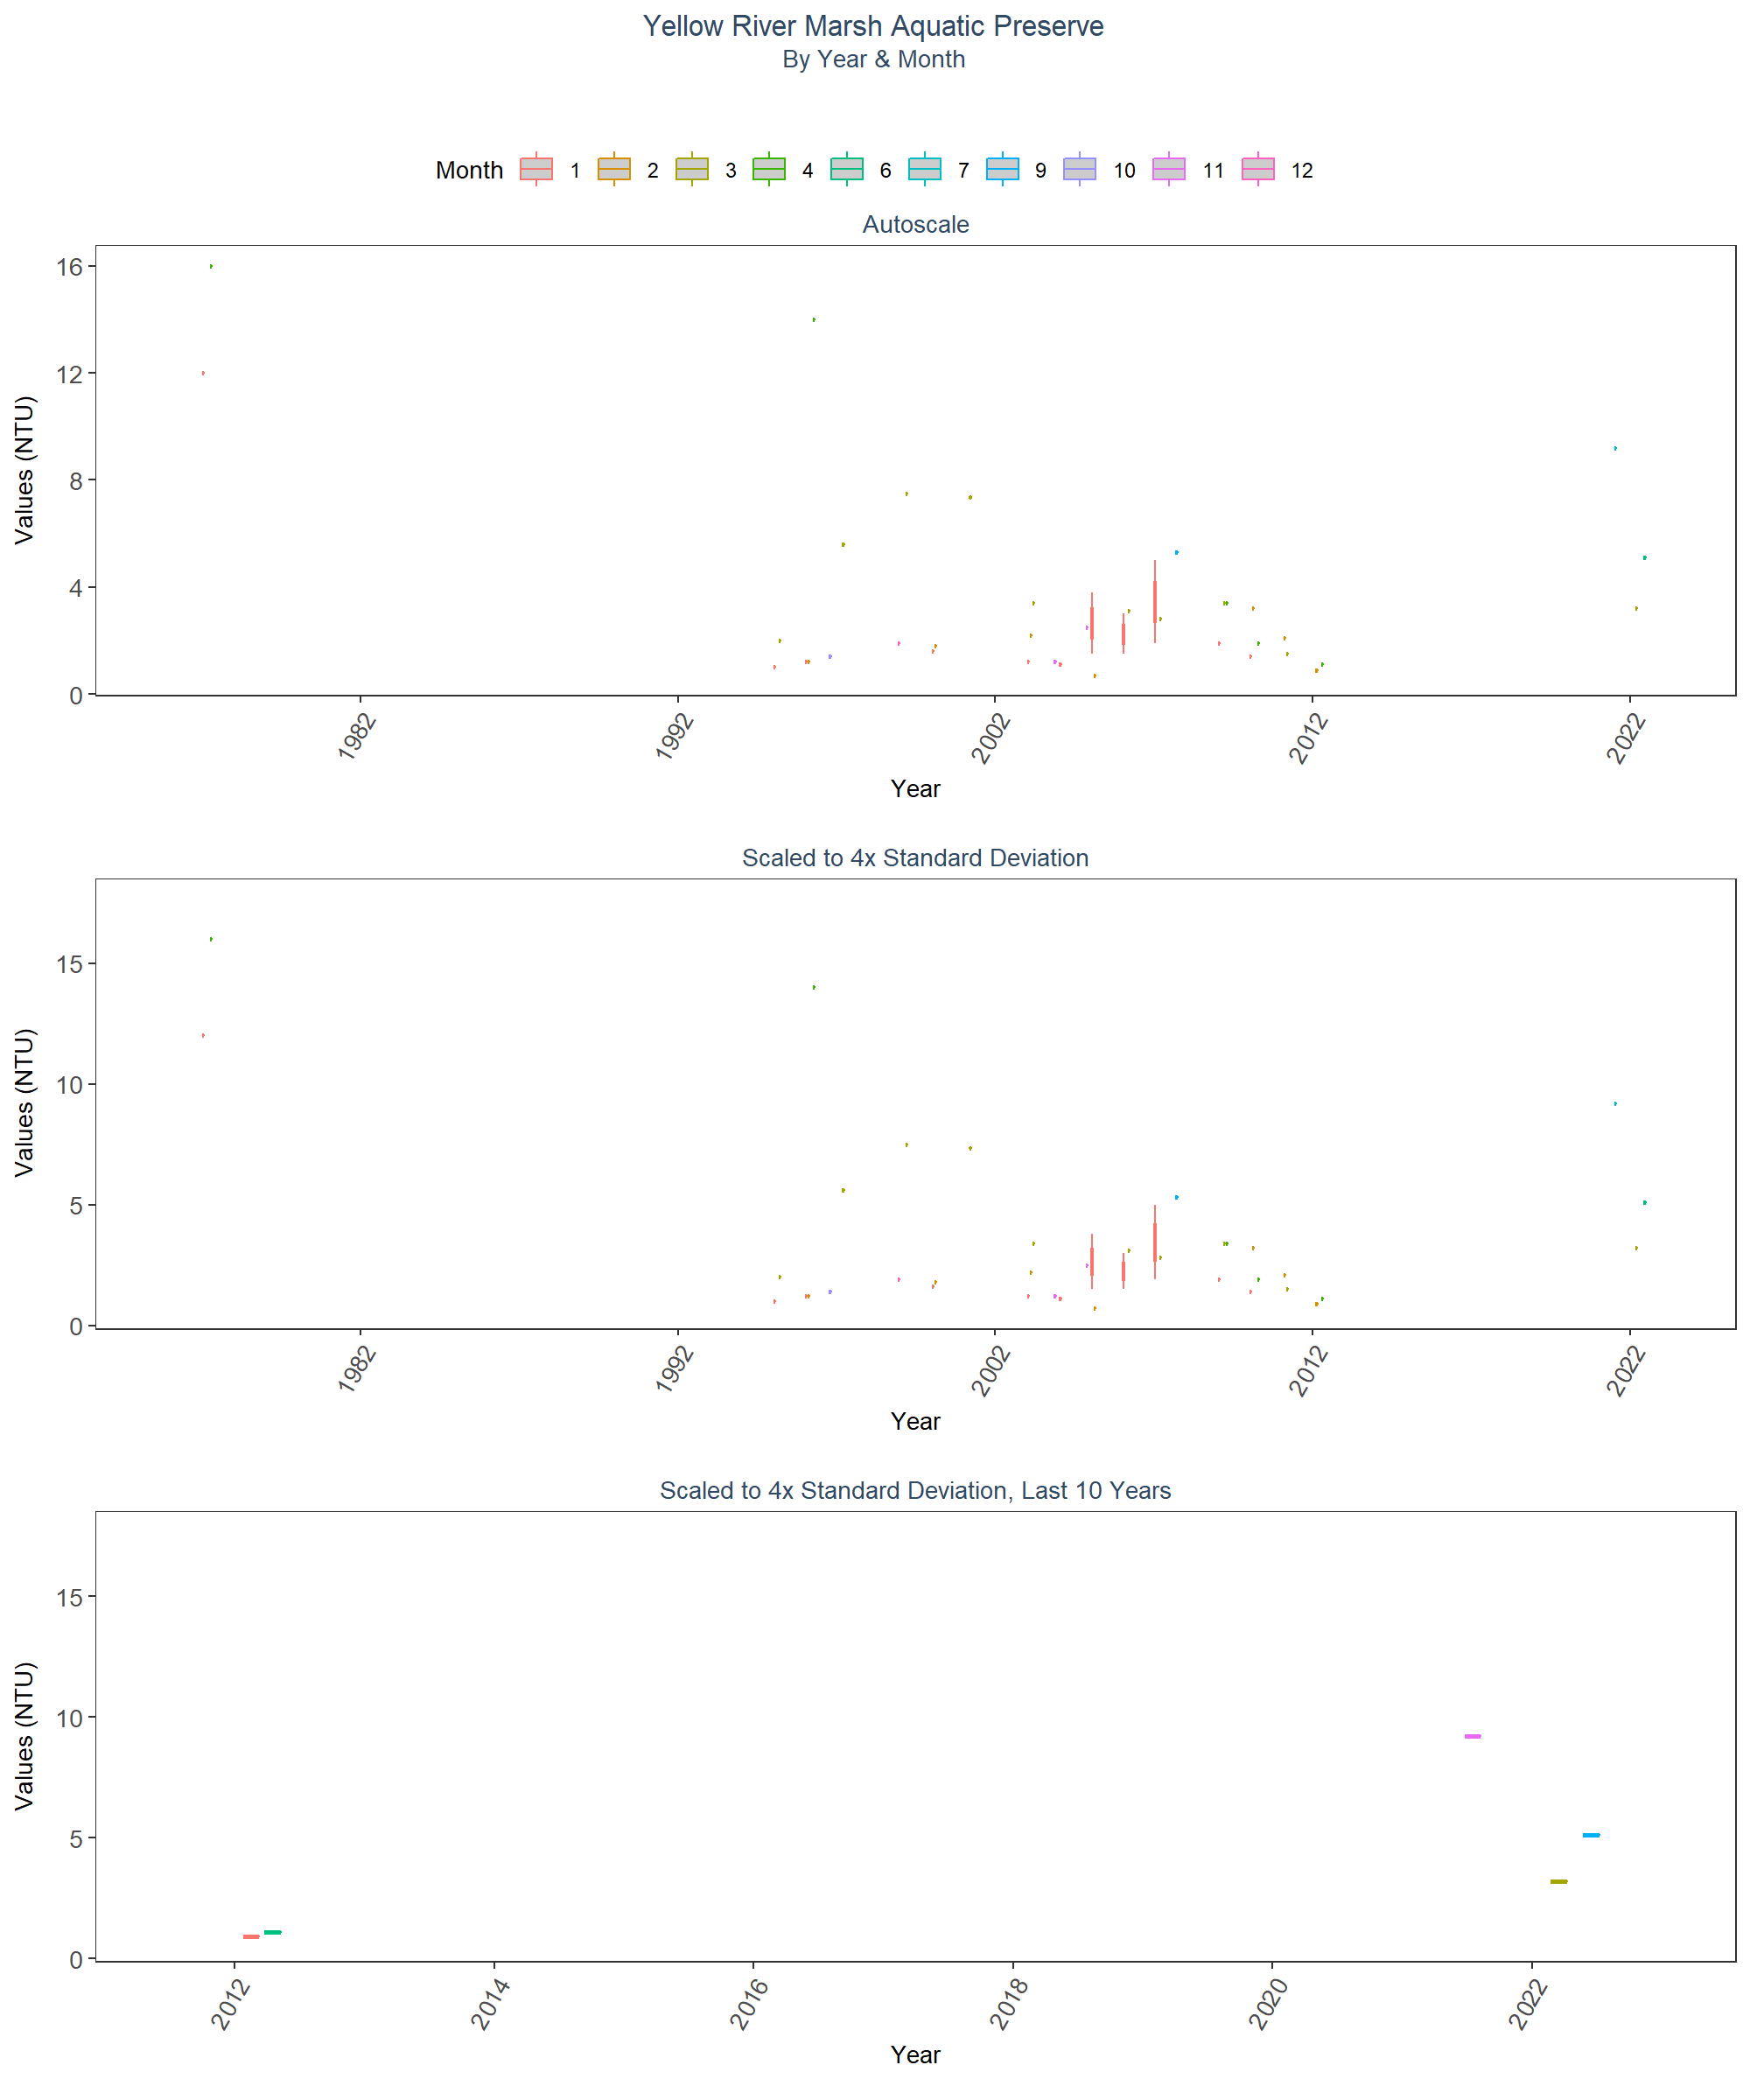 Yellow River Marsh Aquatic Preserve
By Year & Month
Month 1 2 3 4 6 7 9 10 11 12
Autoscale
Values (NTU)
16
12
8
4
0
1982 1992 2002 2012 2022
Year
Scaled to 4x Standard Deviation
Values (NTU)
15
10
5
0
1982 1992 2002 2012 2022
Year
Scaled to 4x Standard Deviation, Last 10 Years
Values (NTU)
15
10
5
0
2012 2014 2016 2018 2020 2022
Year